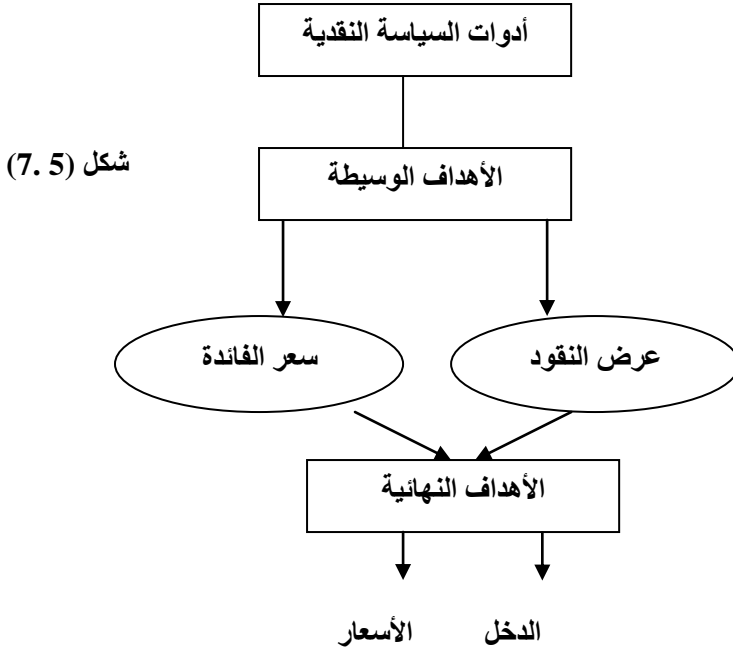 أدوات السياسة النقدية
شكل (7. 5)
الأهداف الوسيطة
عرض النقود
سعر الفائدة
الأهداف النهائية
الدخل
الأسعار